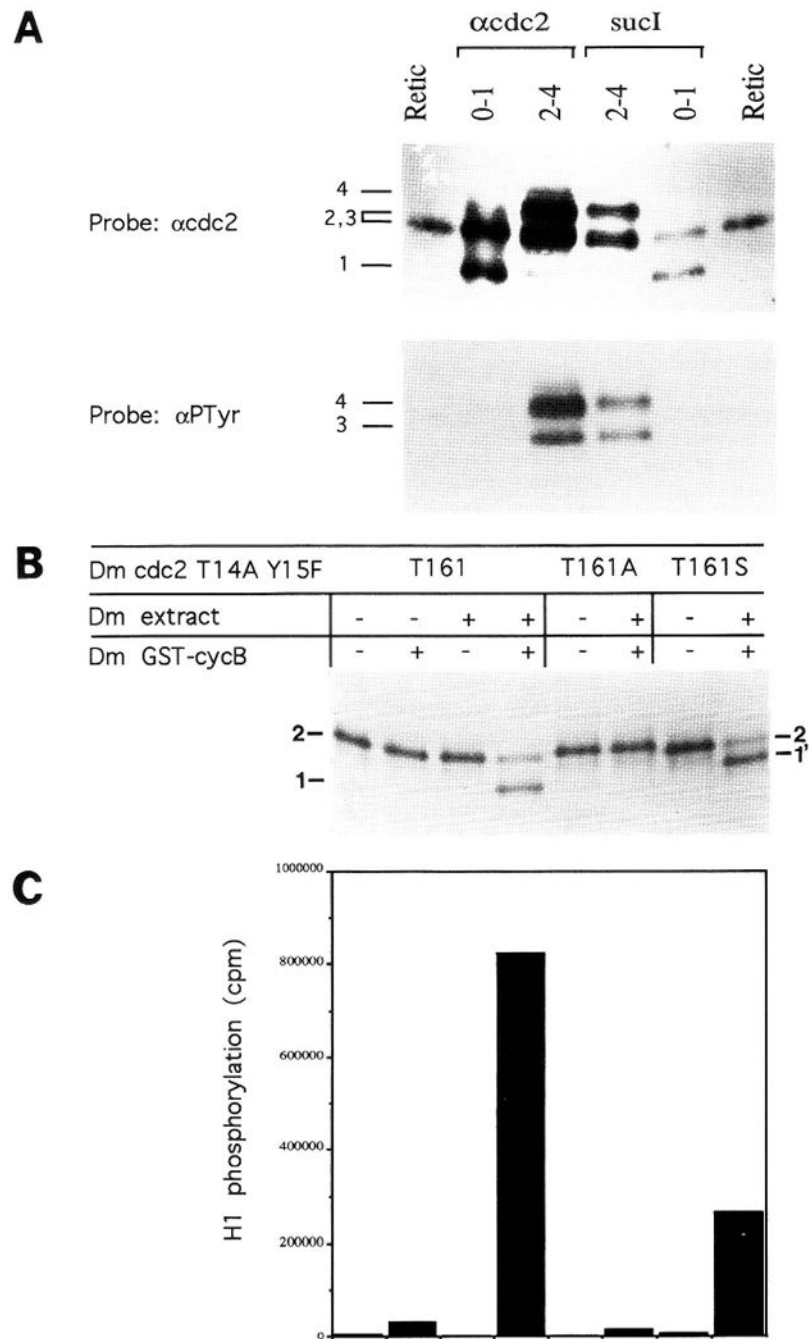 A
αcdc2 sucI
Retic 0-1 2-4 2-4 0-1 Retic
4
2,3
1
Probe: αcdc2
4
3
Probe: αPTyr
B
Dm cdc2 T14A Y15F T161 T161A T161S
Dm extract - - + + - + - +
Dm GST-cycB - + - + - + - +
2
1
2
1'
C
H1 phosphorylation (cpm)
1000000
800000
600000
400000
200000
0